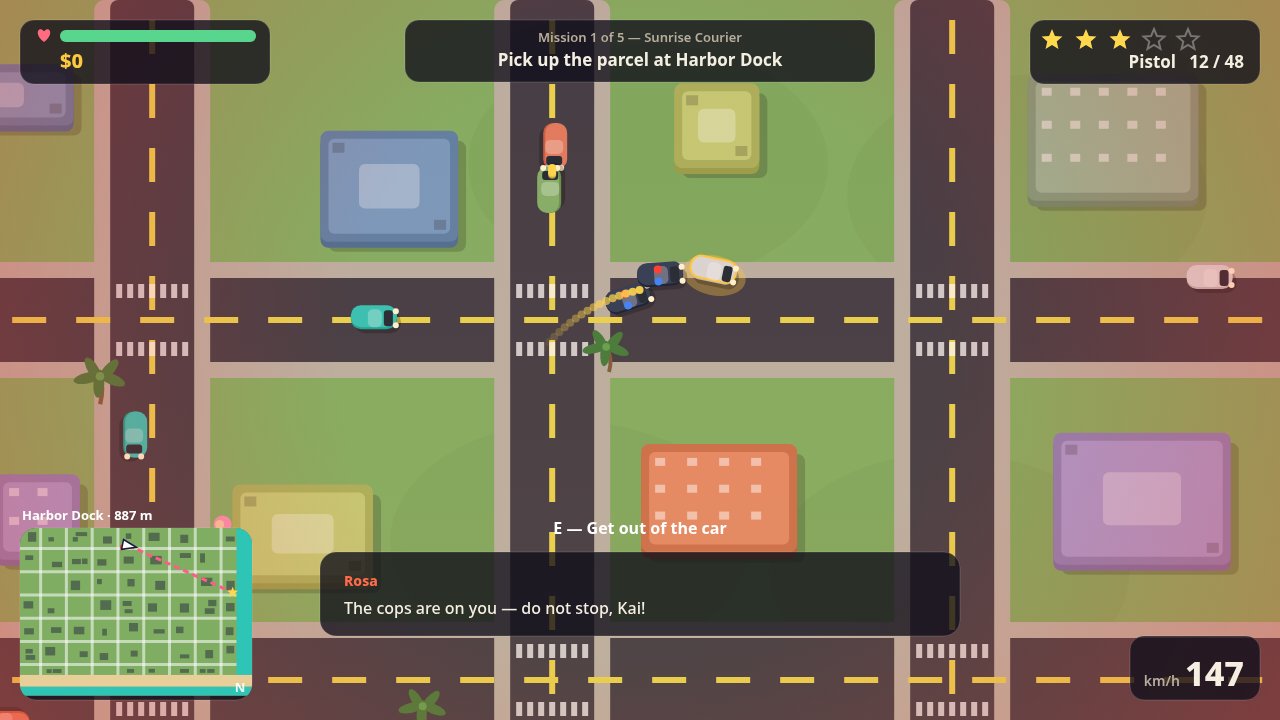 $0
Mission 1 of 5 — Sunrise Courier
Pick up the parcel at Harbor Dock
Pistol 12 / 48
Harbor Dock · 887 m
N
E — Get out of the car
Rosa
The cops are on you — do not stop, Kai!
km/h 147